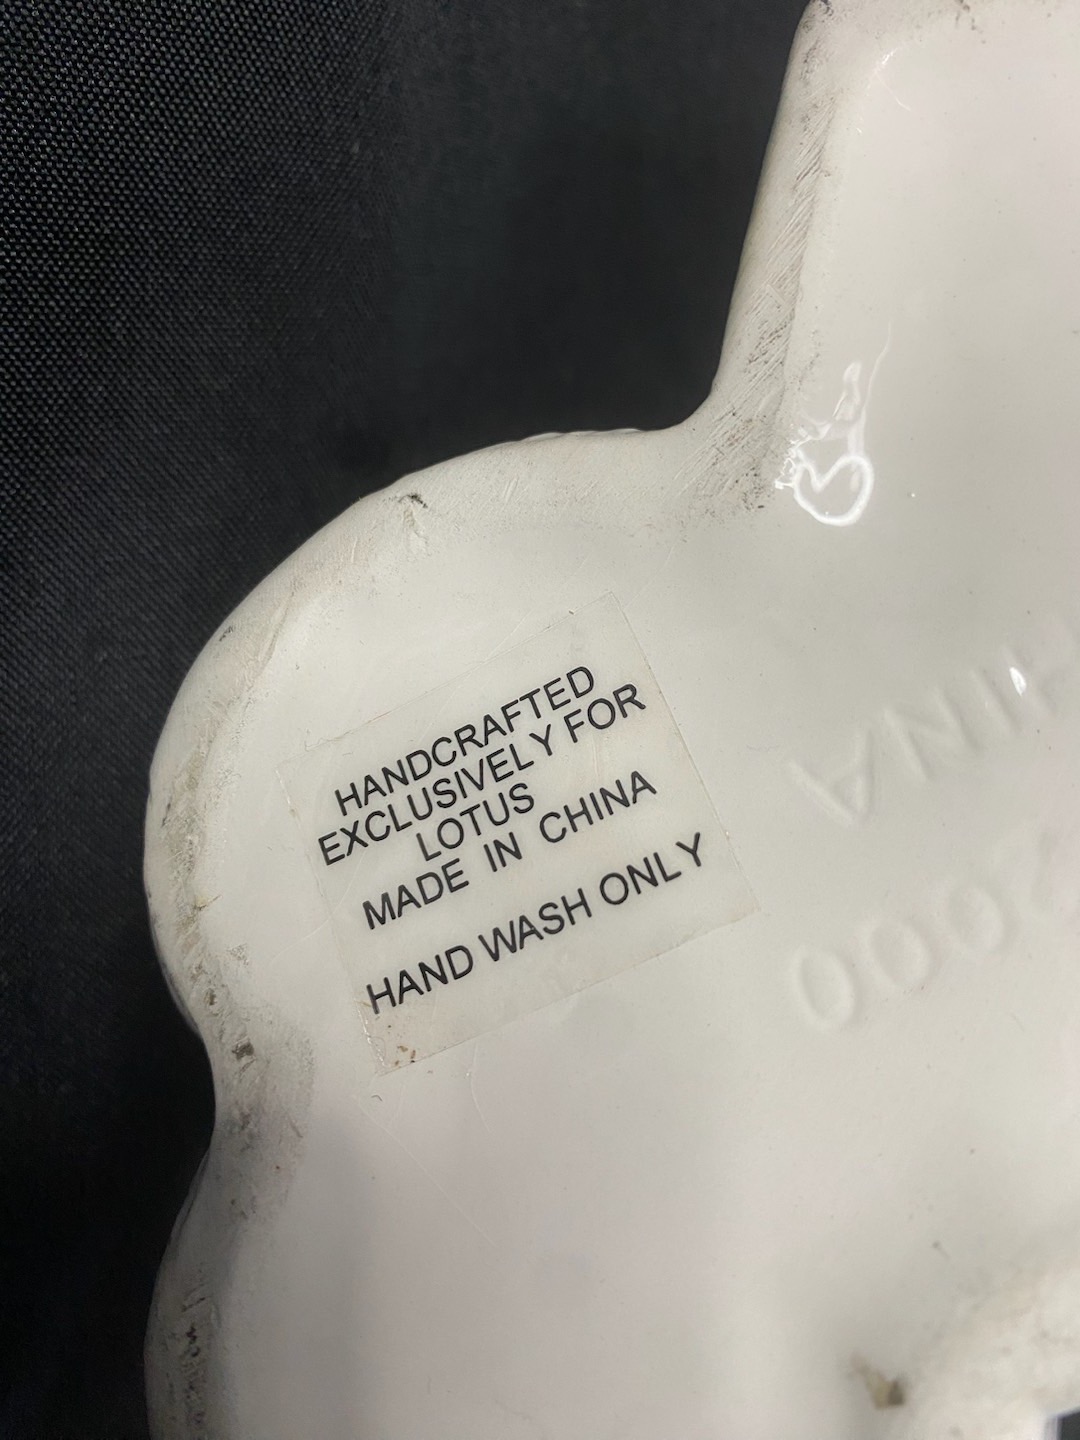 HANDCRAFTED
EXCLUSIVELY FOR
LOTUS
MADE IN CHINA
HAND WASH ONLY